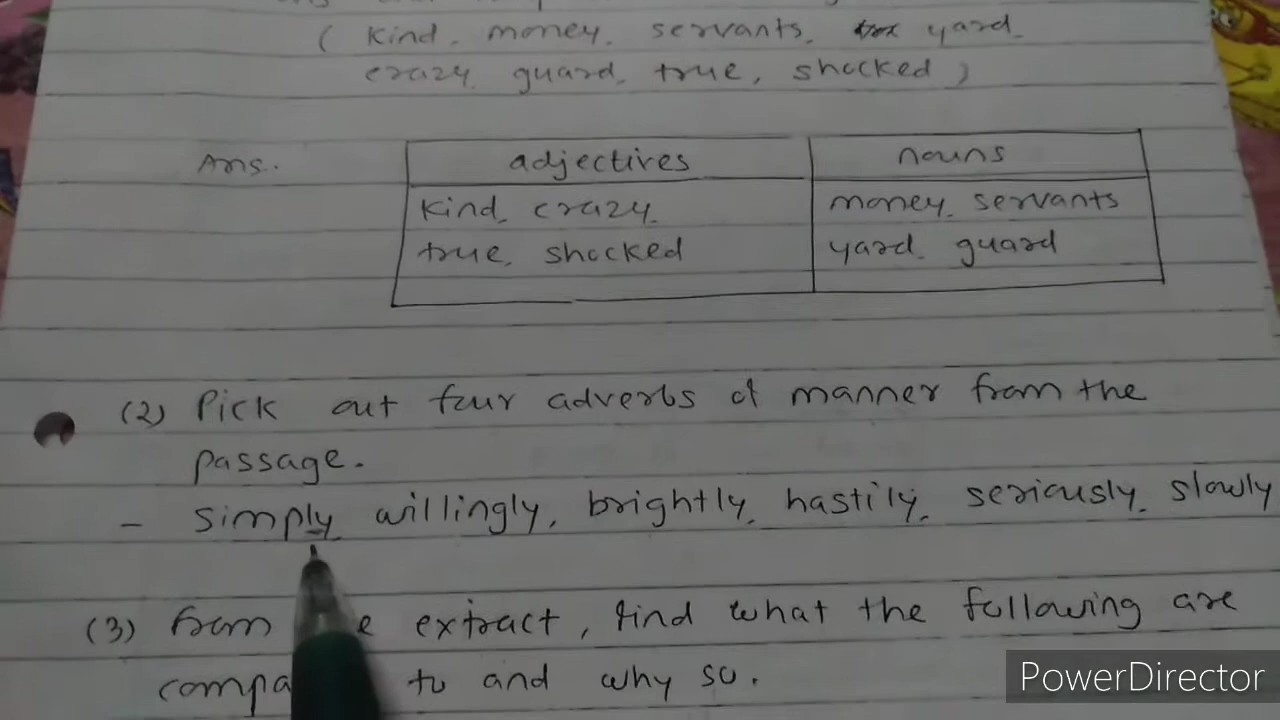 ( Kind, money, servants, yard,
crazy, guard, true, shocked )
Ans.
adjectives
nouns
Kind, crazy,
money, servants
true, shocked
yard, guard
(2) Pick out four adverbs of manner from the
passage.
- simply, willingly, brightly, hastily, seriously, slowly
(3) from extract, find what the following are
to and why so.
PowerDirector